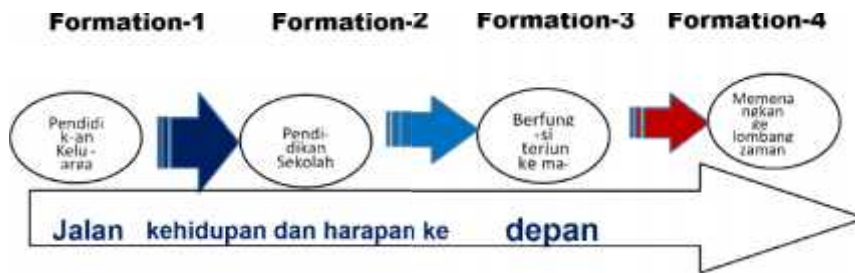 Formation-1 Formation-2 Formation-3 Formation-4
Pendidi
k-an
Kelu-
arga
Pendi-
dikan
Sekolah
Berfung
-si
terjun
ke ma-
Memena
ngkan
ge
lombang
zaman
Jalan kehidupan dan harapan ke depan